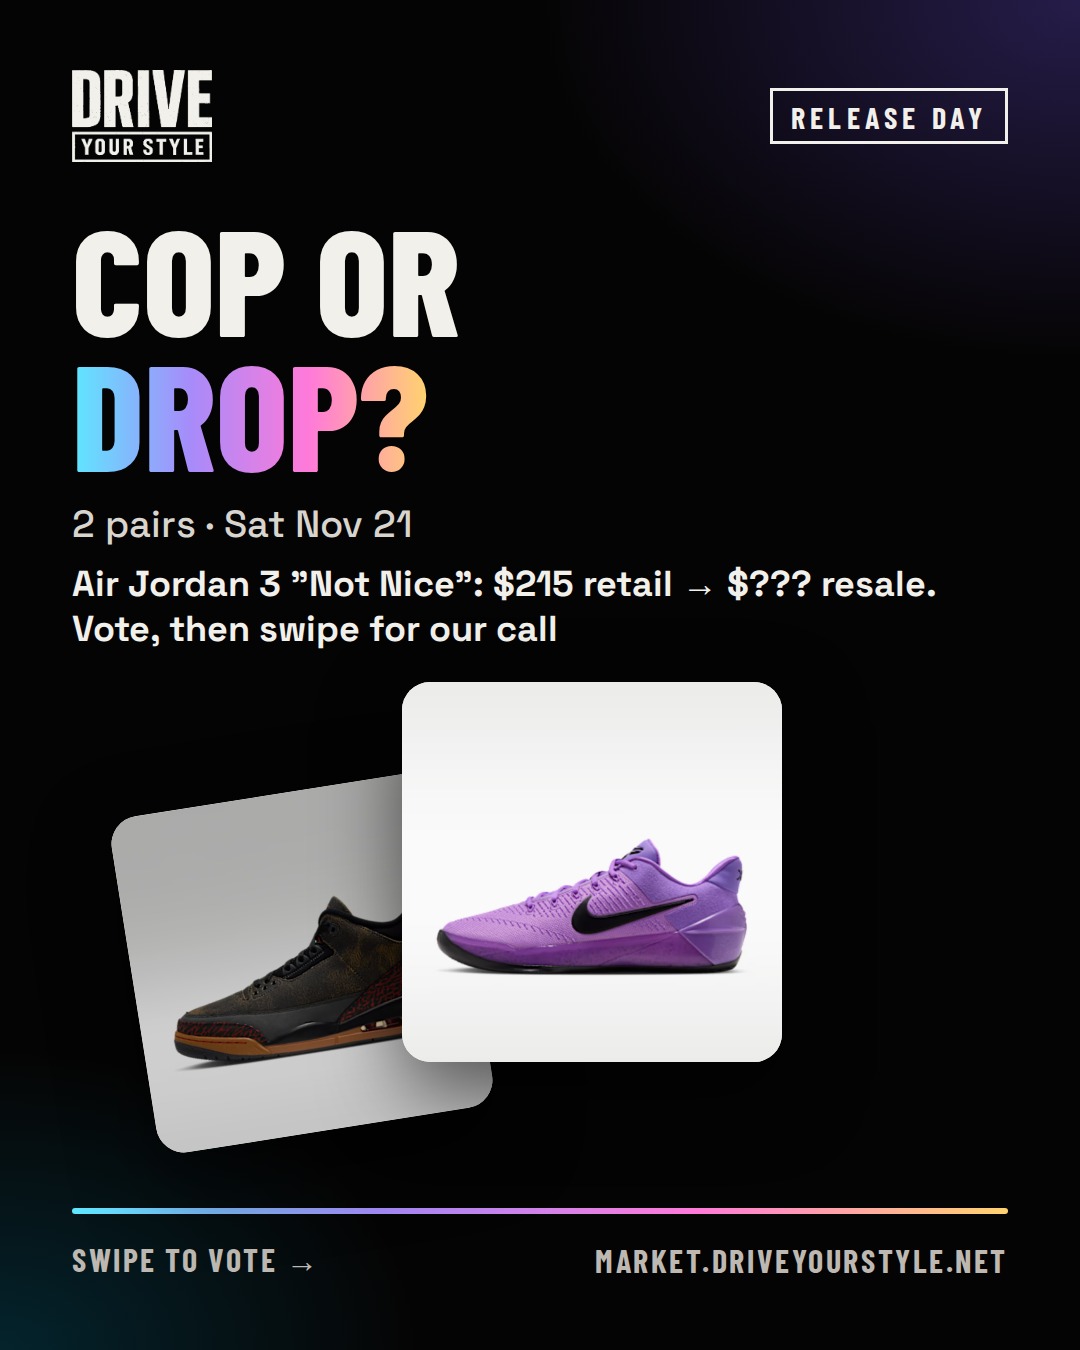 DRIVE
YOUR STYLE
RELEASE DAY
COP OR
DROP?
2 pairs · Sat Nov 21
Air Jordan 3 ”Not Nice”: $215 retail → $??? resale.
Vote, then swipe for our call
SWIPE TO VOTE →
MARKET.DRIVEYOURSTYLE.NET